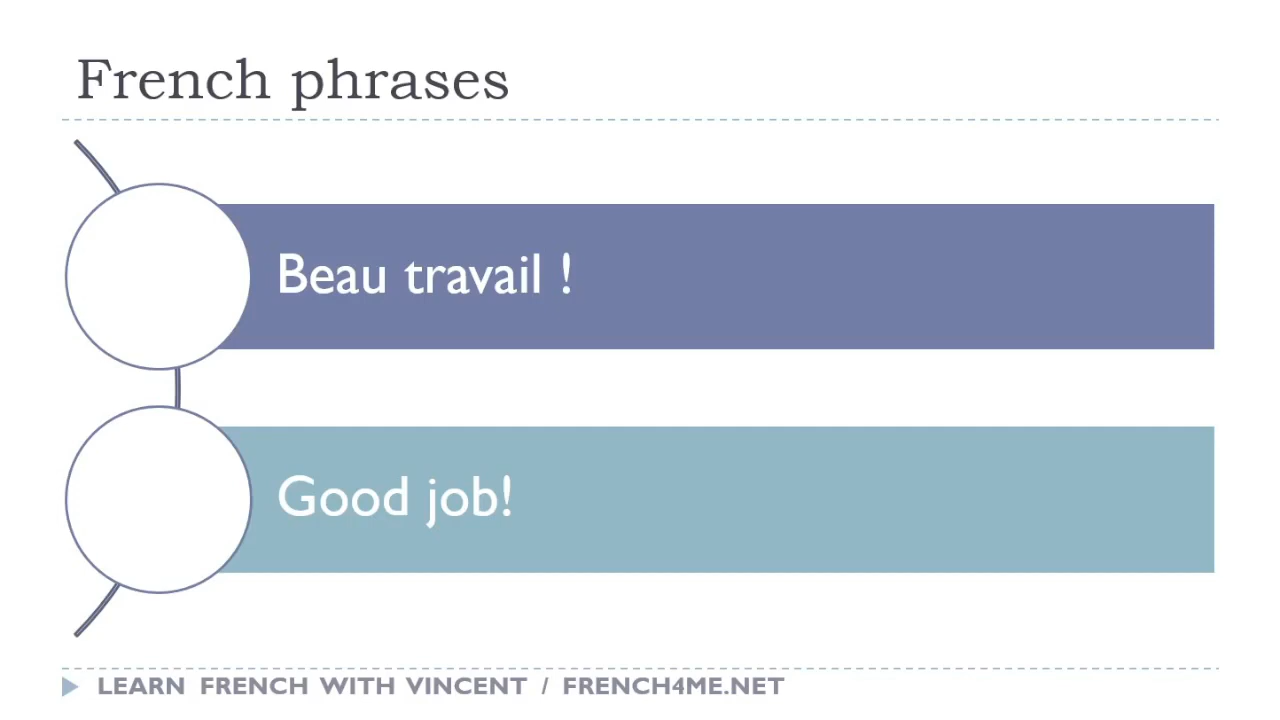 French phrases
Beau travail !
Good job!
LEARN FRENCH WITH VINCENT / FRENCH4ME.NET